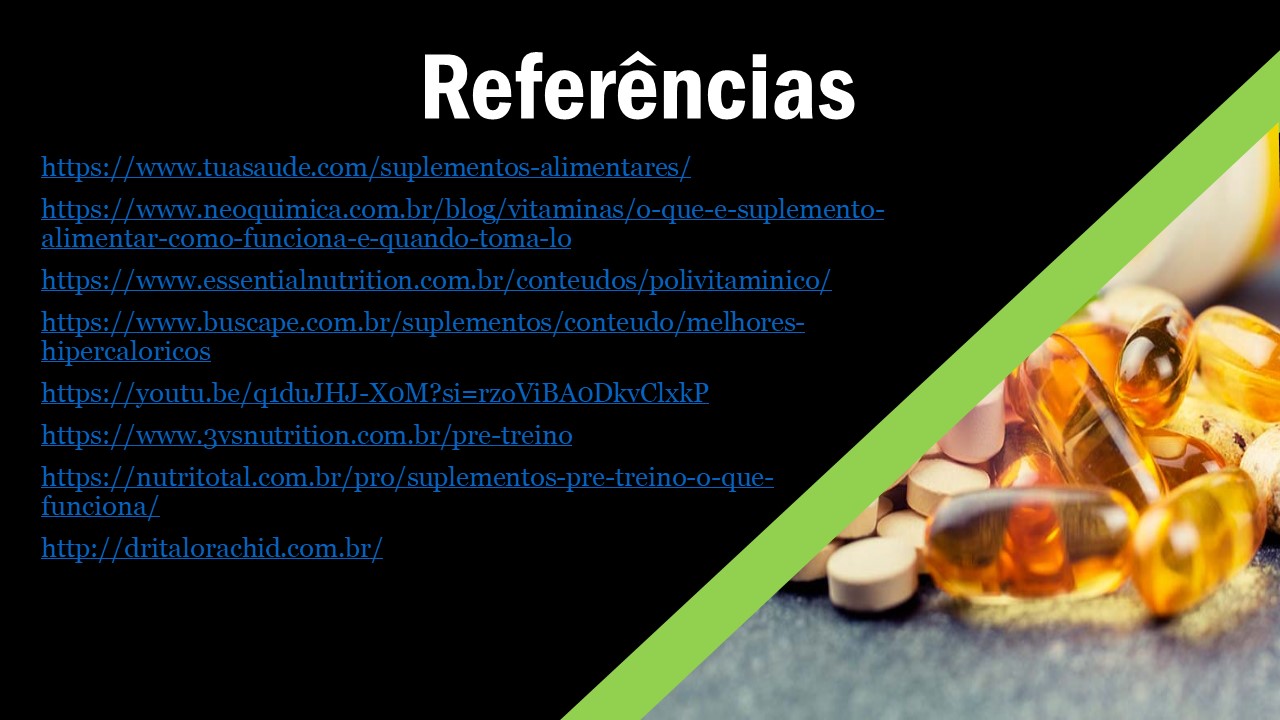 Referências
https://www.tuasaude.com/suplementos-alimentares/
https://www.neoquimica.com.br/blog/vitaminas/o-que-e-suplemento-
alimentar-como-funciona-e-quando-toma-lo
https://www.essentialnutrition.com.br/conteudos/polivitaminico/
https://www.buscape.com.br/suplementos/conteudo/melhores-
hipercaloricos
https://youtu.be/q1duJHJ-X0M?si=rzoViBA0DkvClxkP
https://www.3vsnutrition.com.br/pre-treino
https://nutritotal.com.br/pro/suplementos-pre-treino-o-que-
funciona/
http://dritalorachid.com.br/